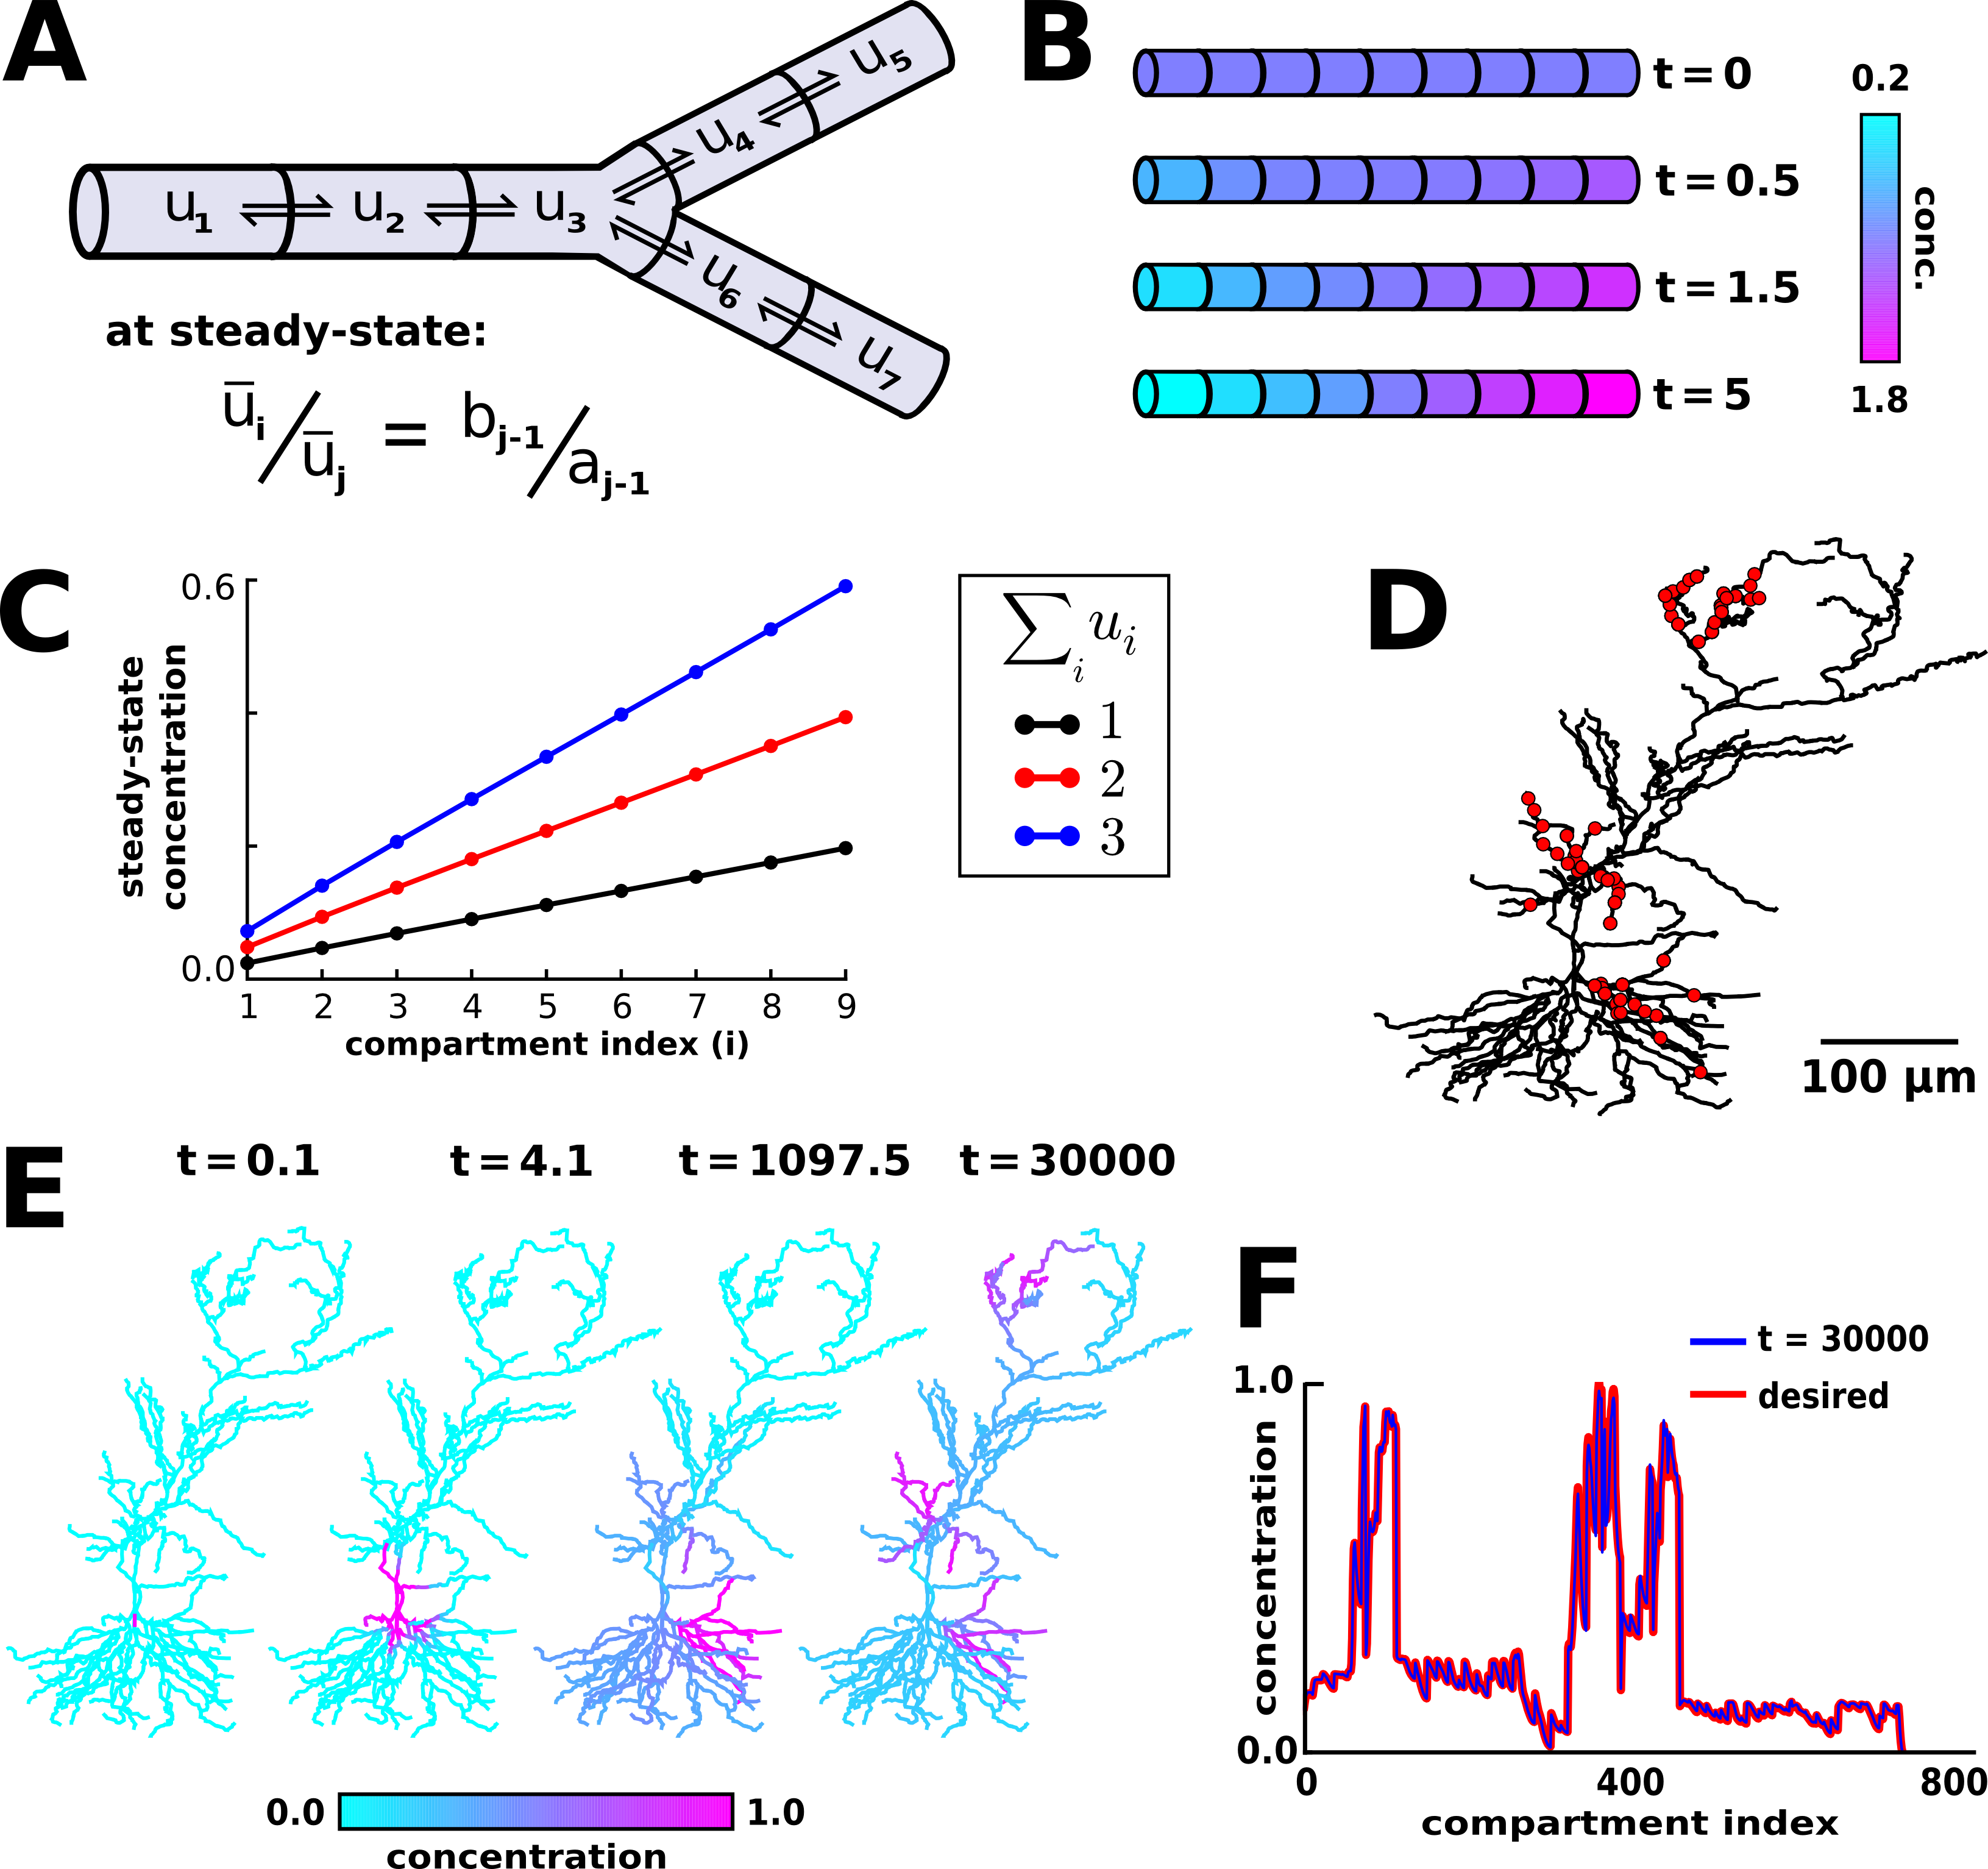 A
u1 u2 u3 u4 u5
u6 u7
at steady-state:
u̅i/u̅j = bj-1/aj-1
B
t = 0
t = 0.5
t = 1.5
t = 5
0.2
conc.
1.8
C
0.6
0.0
steady-state
concentration
1 2 3 4 5 6 7 8 9
compartment index (i)
∑i ui
1
2
3
D
100 μm
E
t = 0.1 t = 4.1 t = 1097.5 t = 30000
0.0 1.0
concentration
F
t = 30000
desired
1.0
0.0
concentration
0 400 800
compartment index